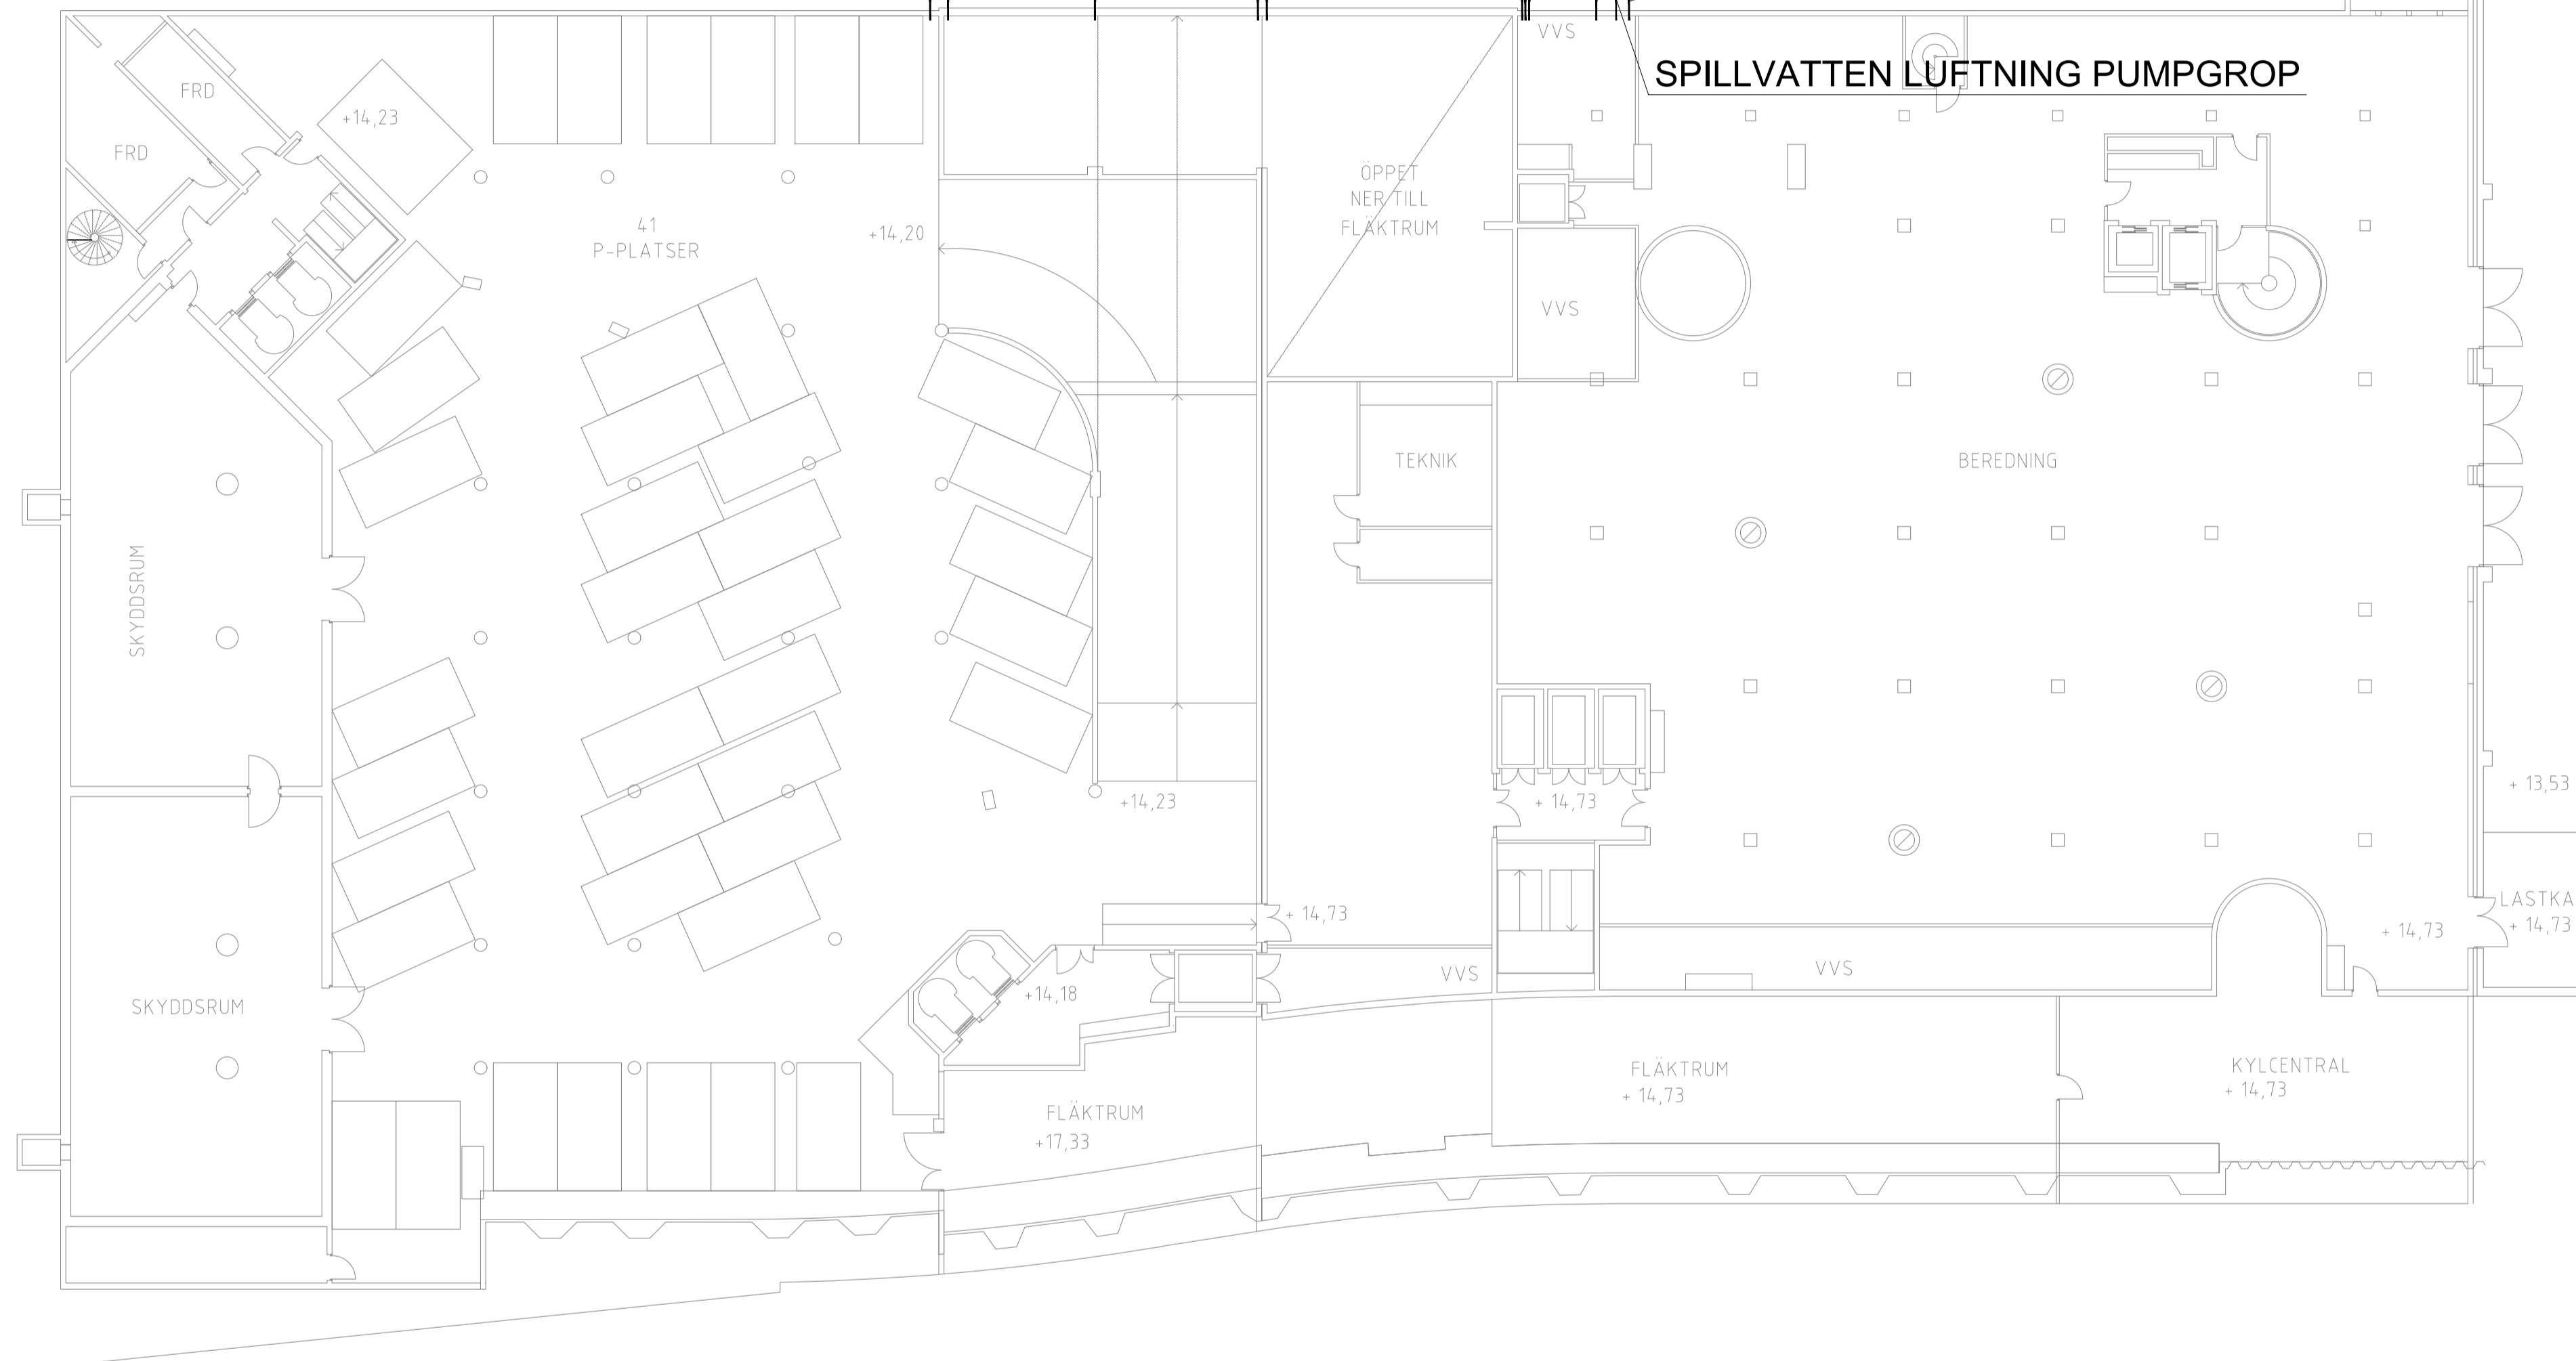 VVS
SPILLVATTEN LUFTNING PUMPGROP
FRD
+14,23
FRD
ÖPPET
NER TILL
FLÄKTRUM
41
P-PLATSER
+14,20
VVS
TEKNIK
BEREDNING
SKYDDSRUM
+ 13,53
+14,23
+ 14,73
LASTKA
+ 14,73
+ 14,73
+ 14,73
VVS
VVS
+14,18
SKYDDSRUM
FLÄKTRUM
+ 14,73
KYLCENTRAL
+ 14,73
FLÄKTRUM
+17,33